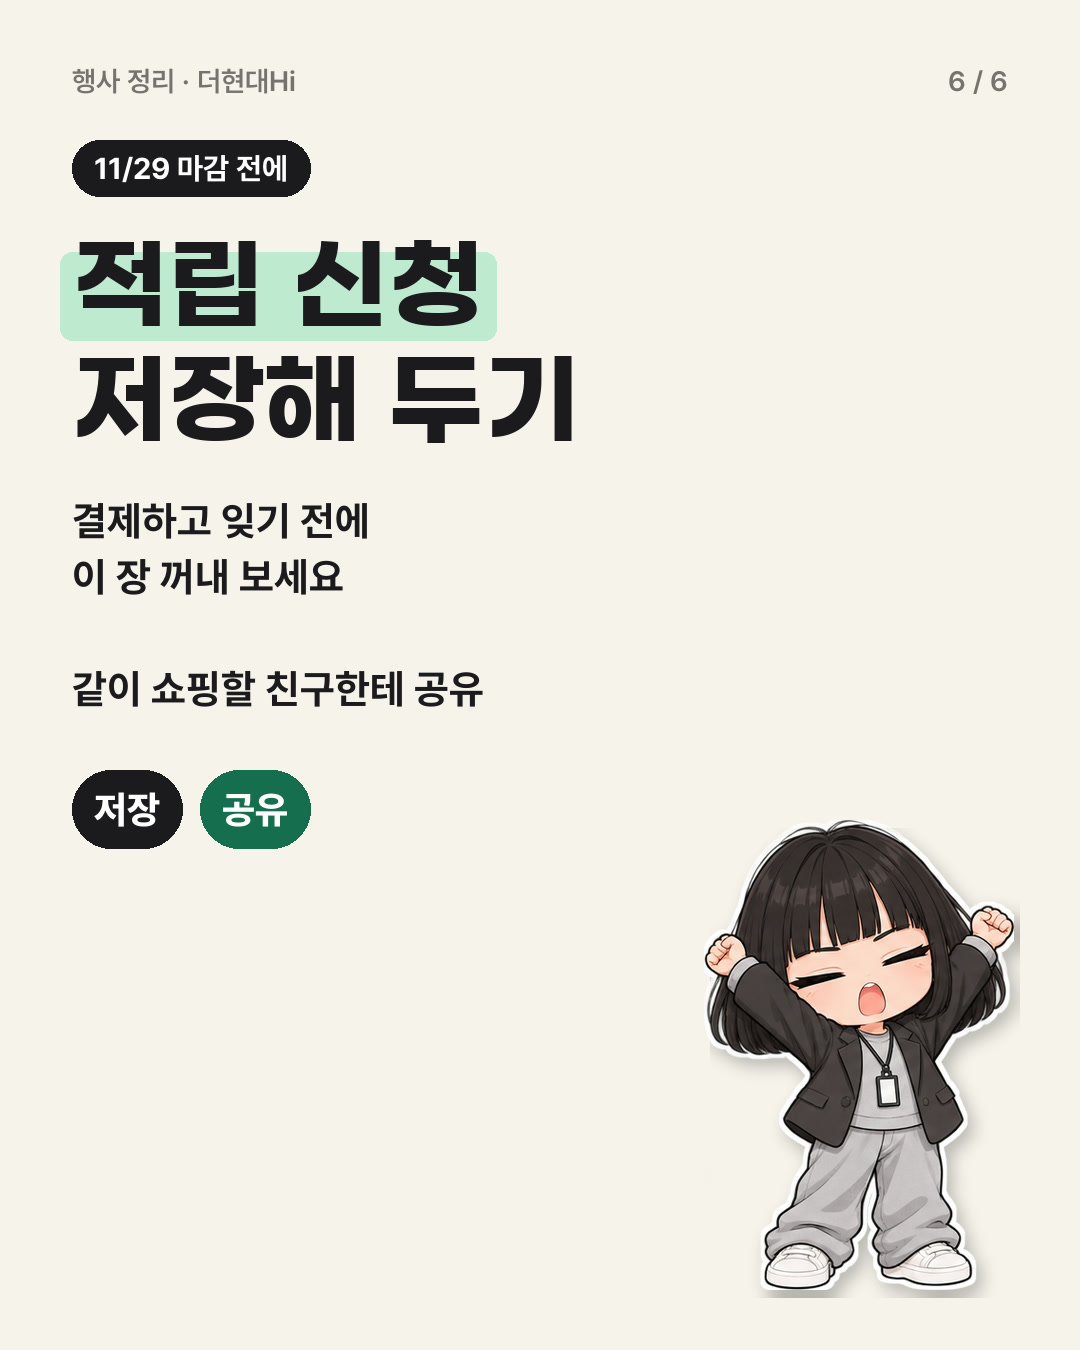 행사 정리 · 더현대Hi
6 / 6
11/29 마감 전에
적립 신청
저장해 두기
결제하고 잊기 전에
이 장 꺼내 보세요
같이 쇼핑할 친구한테 공유
저장
공유